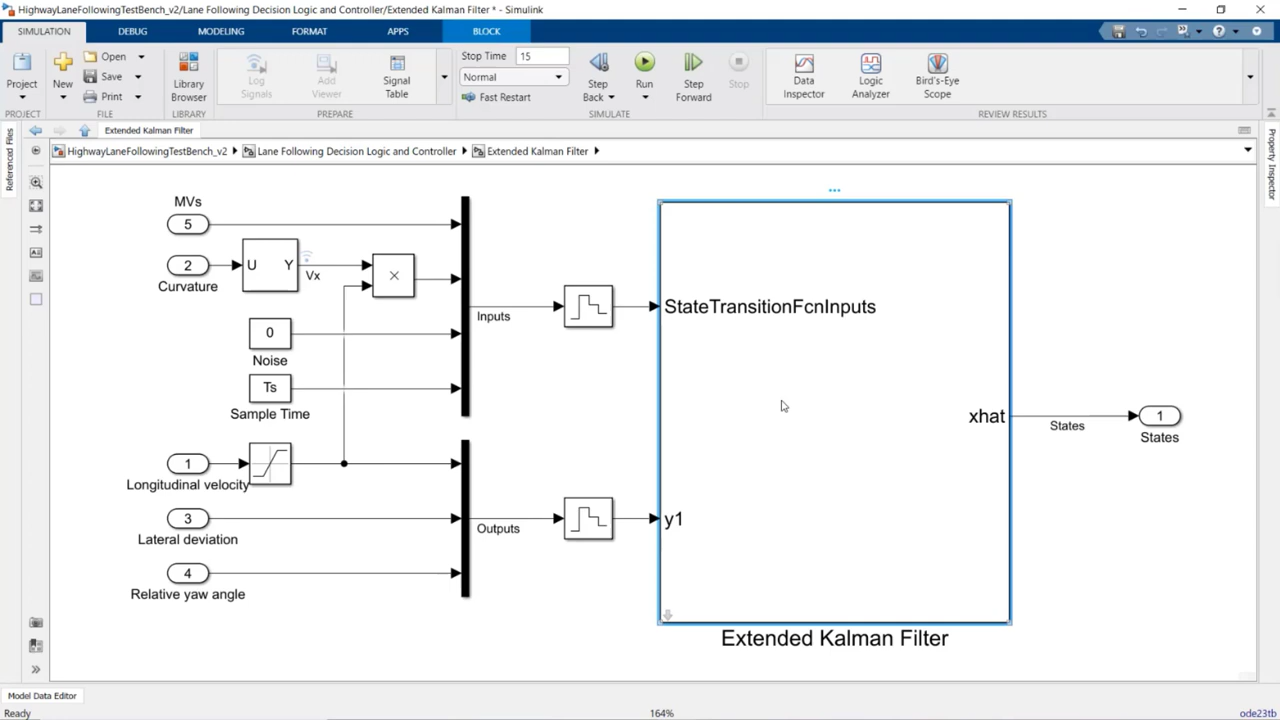 HighwayLaneFollowingTestBench_v2/Lane Following Decision Logic and Controller/Extended Kalman Filter * - Simulink
SIMULATION DEBUG MODELING FORMAT APPS BLOCK
Project
New
Open
Save
Print
Library
Browser
Log
Signals
Add
Viewer
Signal
Table
Stop Time 15
Normal
Fast Restart
Step
Back
Run
Step
Forward
Stop
Data
Inspector
Logic
Analyzer
Bird's-Eye
Scope
PROJECT FILE LIBRARY PREPARE SIMULATE REVIEW RESULTS
Referenced Files
Property Inspector
Extended Kalman Filter
HighwayLaneFollowingTestBench_v2 Lane Following Decision Logic and Controller Extended Kalman Filter
MVs
5
2
Curvature
U Y
Vx
×
0
Noise
Ts
Sample Time
Inputs
1
Longitudinal velocity
3
Lateral deviation
4
Relative yaw angle
Outputs
StateTransitionFcnInputs
y1
xhat
Extended Kalman Filter
States
1
States
Model Data Editor
Ready 164% ode23tb